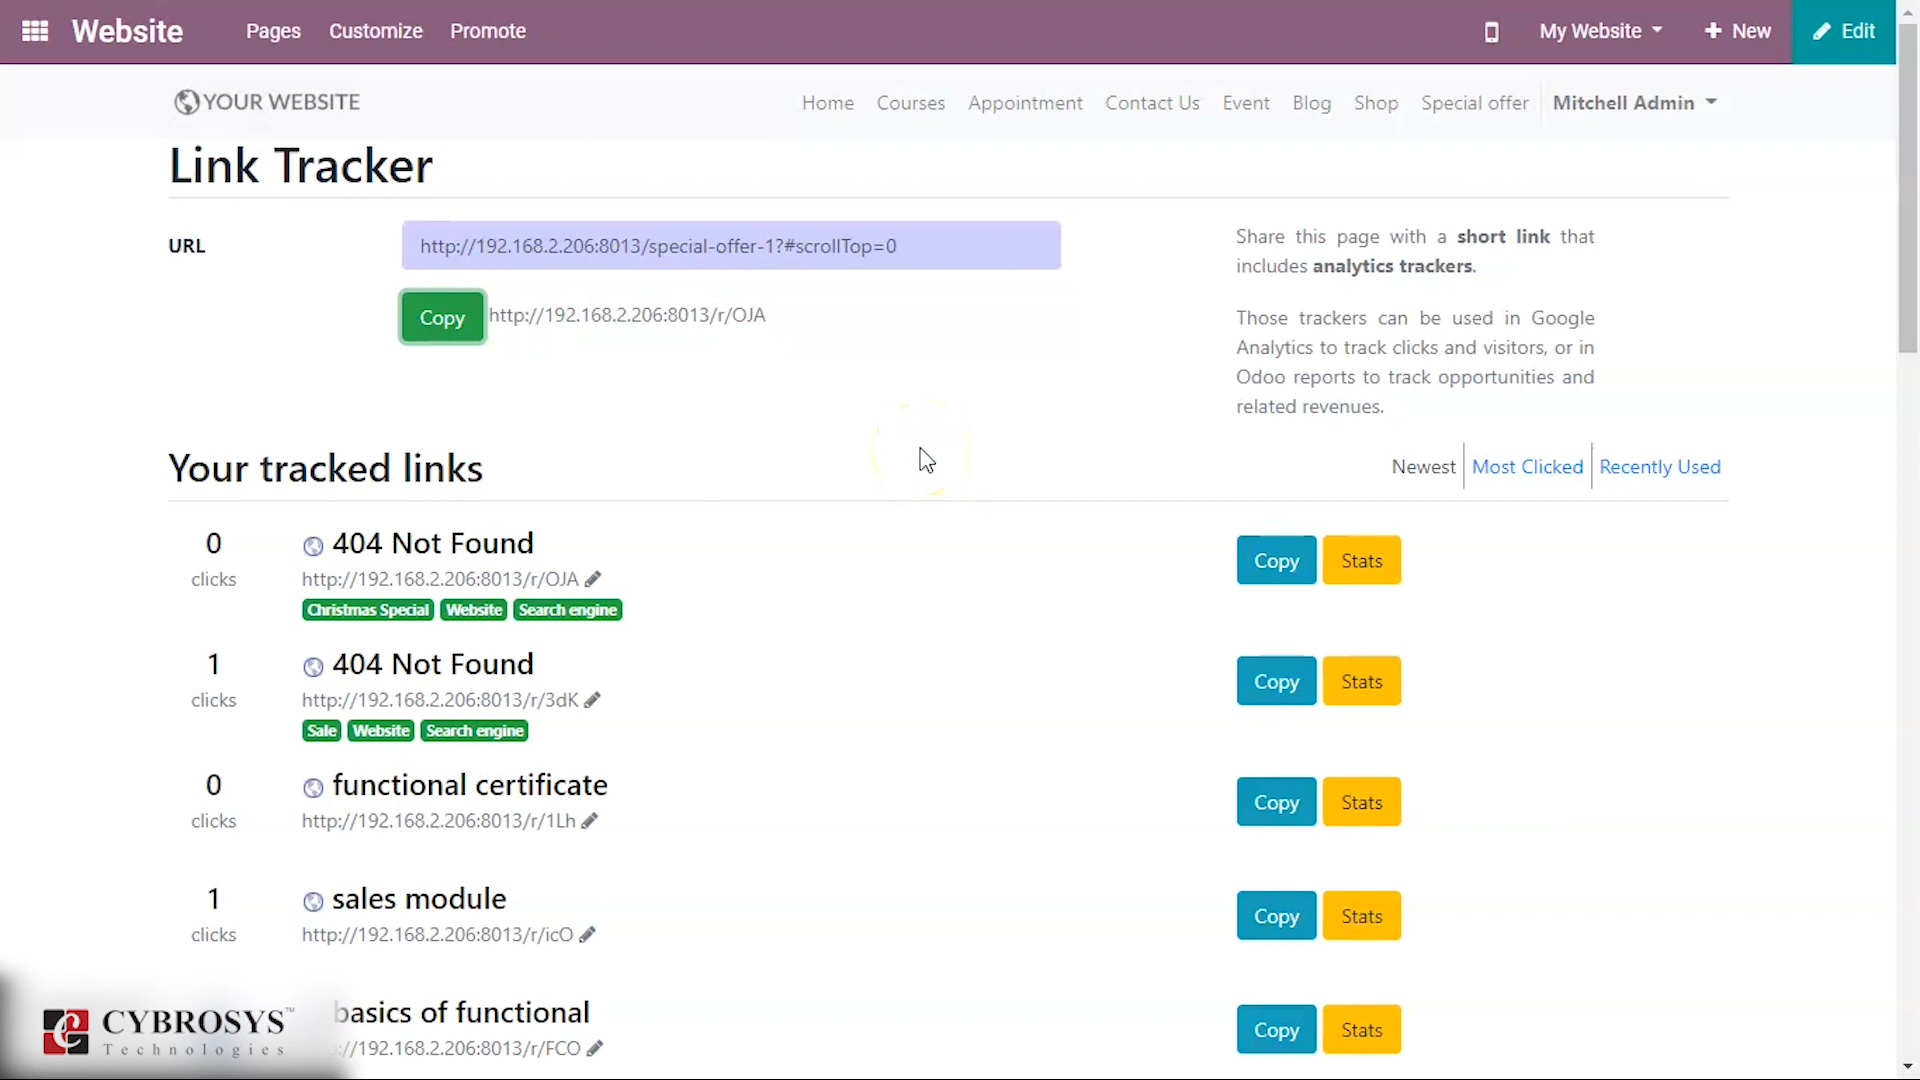 Website Pages Customize Promote My Website + New Edit
YOUR WEBSITE Home Courses Appointment Contact Us Event Blog Shop Special offer Mitchell Admin
Link Tracker
URL
http://192.168.2.206:8013/special-offer-1?#scrollTop=0
Copy http://192.168.2.206:8013/r/OJA
Share this page with a short link that
includes analytics trackers.
Those trackers can be used in Google
Analytics to track clicks and visitors, or in
Odoo reports to track opportunities and
related revenues.
Your tracked links
Newest Most Clicked Recently Used
0 404 Not Found
clicks http://192.168.2.206:8013/r/OJA
Christmas Special Website Search engine
Copy Stats
1 404 Not Found
clicks http://192.168.2.206:8013/r/3dK
Sale Website Search engine
Copy Stats
0 functional certificate
clicks http://192.168.2.206:8013/r/1Lh
Copy Stats
1 sales module
clicks http://192.168.2.206:8013/r/icO
Copy Stats
basics of functional
://192.168.2.206:8013/r/FCO
Copy Stats
CYBROSYS™
Technologies